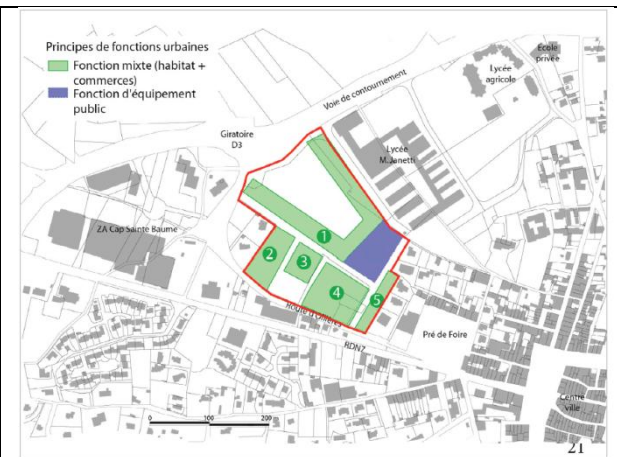 Principes de fonctions urbaines
Fonction mixte (habitat +
commerces)
Fonction d'équipement
public
Voie de contournement
Giratoire
D3
Ecole
privée
Lycée
agricole
Lycée
M. Janetti
ZA Cap Sainte Baume
1
2
3
4
5
Route d'Ollières
RDN7
Pré de Foire
Centre
Ville
0 100 200
21